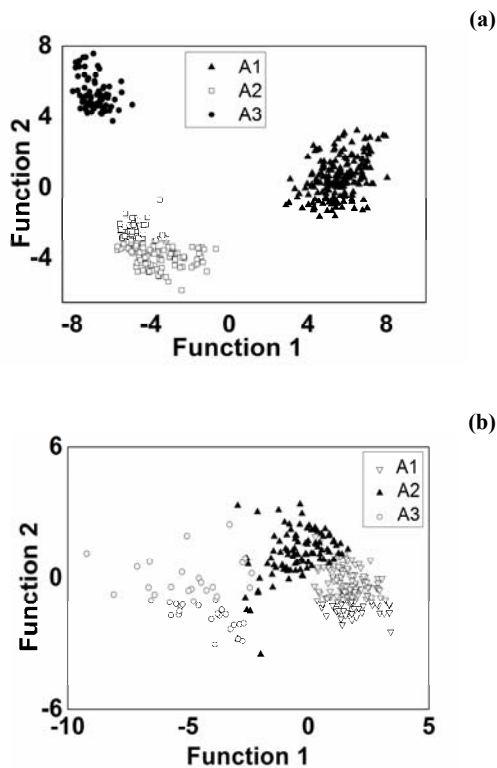 (a)
8
4
0
-4
Function 2
A1
A2
A3
-8 -4 0 4 8
Function 1
(b)
6
0
-6
Function 2
A1
A2
A3
-10 -5 0 5
Function 1